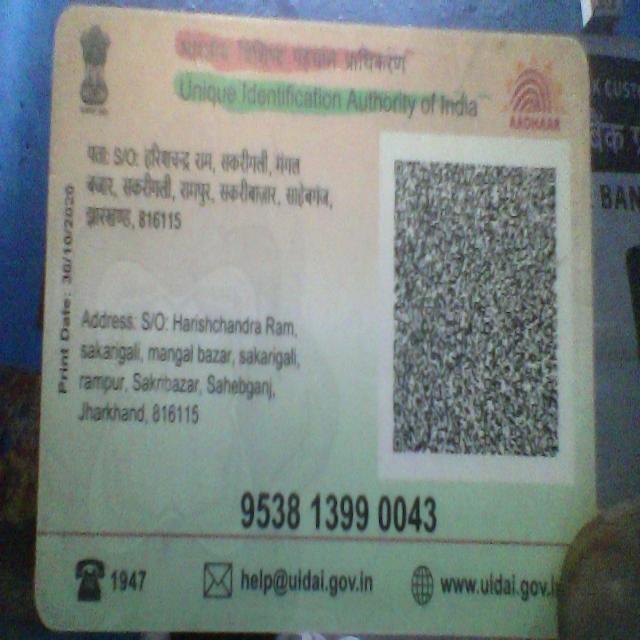 भारतीय विशिष्ट पहचान प्राधिकरण
Unique Identification Authority of India
AADHAAR
पता: S/O: हरिश्चन्द्र राम, सकरीगली, मंगल
बजार, सकरीगली, रामपुर, सकरीबाजार, साहेबगंज,
झारखण्ड, 816115
Print Date: 30/10/2020
Address: S/O: Harishchandra Ram,
sakarigali, mangal bazar, sakarigali,
rampur, Sakribazar, Sahebganj,
Jharkhand, 816115
9538 1399 0043
1947
help@uidai.gov.in
www.uidai.gov.i
BAN